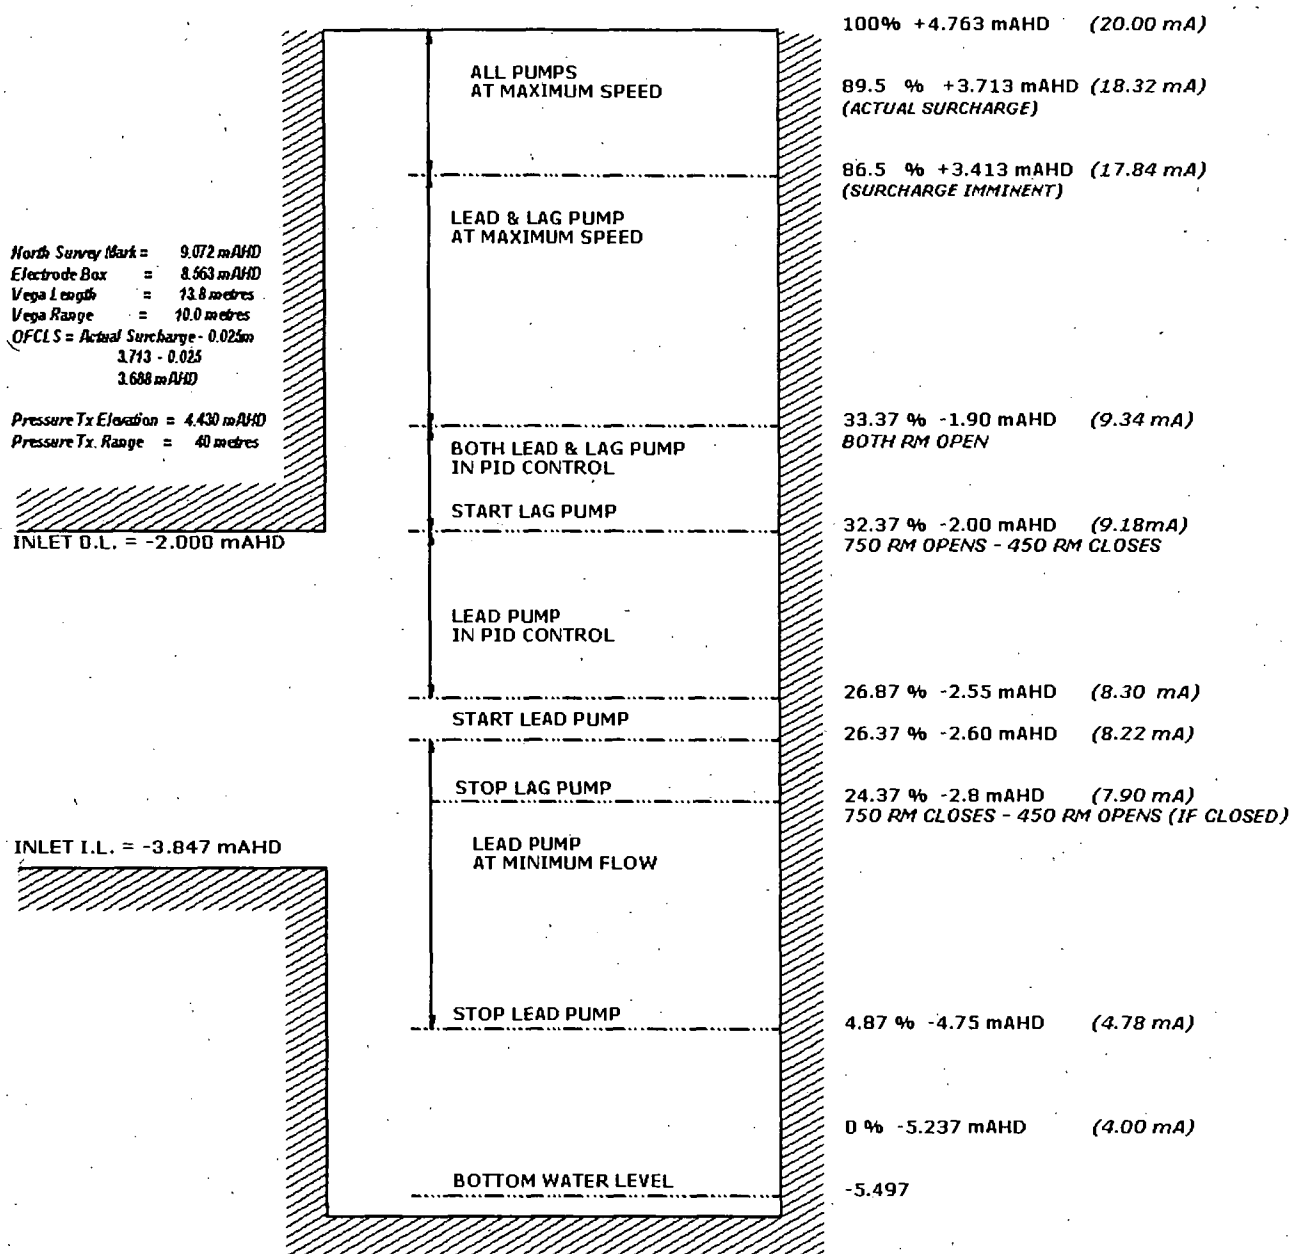 100% +4.763 mAHD (20.00 mA)
ALL PUMPS
AT MAXIMUM SPEED
89.5 % +3.713 mAHD (18.32 mA)
(ACTUAL SURCHARGE)
86.5 % +3.413 mAHD (17.84 mA)
(SURCHARGE IMMINENT)
LEAD & LAG PUMP
AT MAXIMUM SPEED
North Survey Mark = 9.072 mAHD
Electrode Box = 8.563 mAHD
Vega Length = 13.8 metres
Vega Range = 10.0 metres
OFCLS = Actual Surcharge - 0.025m
3.713 - 0.025
3.688 mAHD
Pressure Tx Elevation = 4.430 mAHD
Pressure Tx. Range = 40 metres
33.37 % -1.90 mAHD (9.34 mA)
BOTH RM OPEN
BOTH LEAD & LAG PUMP
IN PID CONTROL
START LAG PUMP
32.37 % -2.00 mAHD (9.18mA)
750 RM OPENS - 450 RM CLOSES
INLET O.L. = -2.000 mAHD
LEAD PUMP
IN PID CONTROL
26.87 % -2.55 mAHD (8.30 mA)
START LEAD PUMP
26.37 % -2.60 mAHD (8.22 mA)
STOP LAG PUMP
24.37 % -2.8 mAHD (7.90 mA)
750 RM CLOSES - 450 RM OPENS (IF CLOSED)
LEAD PUMP
AT MINIMUM FLOW
INLET I.L. = -3.847 mAHD
STOP LEAD PUMP
4.87 % -4.75 mAHD (4.78 mA)
0 % -5.237 mAHD (4.00 mA)
BOTTOM WATER LEVEL
-5.497